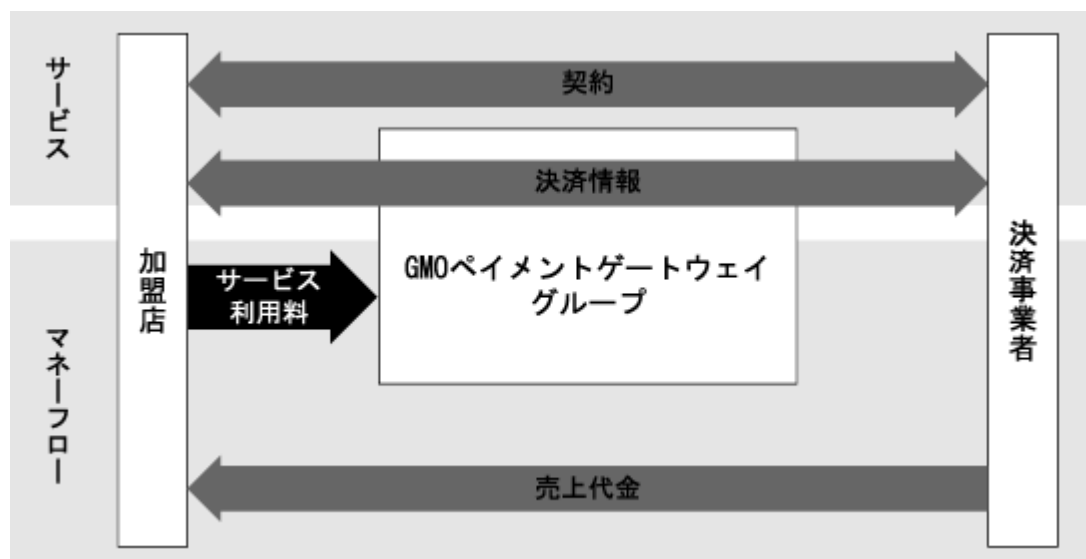 サービス
契約
決済情報
加盟店
サービス
利用料
GMOペイメントゲートウェイ
グループ
決済事業者
マネーフロー
売上代金